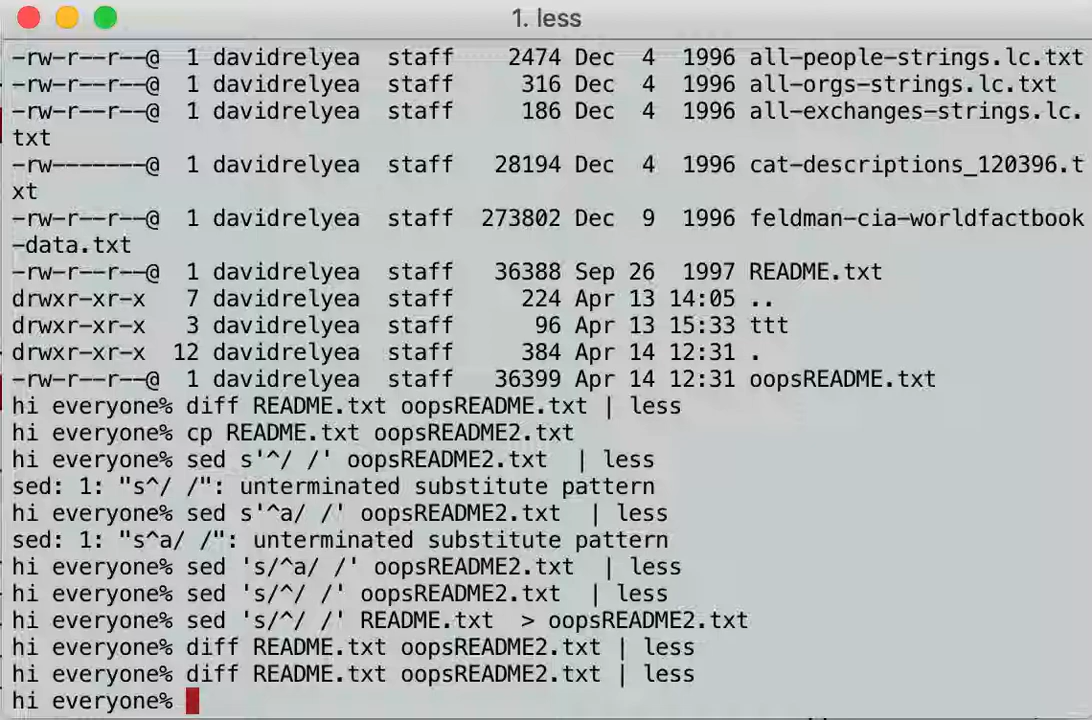 1. less
-rw-r--r--@  1 davidrelyea  staff    2474 Dec  4  1996 all-people-strings.lc.txt
-rw-r--r--@  1 davidrelyea  staff     316 Dec  4  1996 all-orgs-strings.lc.txt
-rw-r--r--@  1 davidrelyea  staff     186 Dec  4  1996 all-exchanges-strings.lc.
txt
-rw-------@  1 davidrelyea  staff   28194 Dec  4  1996 cat-descriptions_120396.t
xt
-rw-r--r--@  1 davidrelyea  staff  273802 Dec  9  1996 feldman-cia-worldfactbook
-data.txt
-rw-r--r--@  1 davidrelyea  staff   36388 Sep 26  1997 README.txt
drwxr-xr-x   7 davidrelyea  staff     224 Apr 13 14:05 ..
drwxr-xr-x   3 davidrelyea  staff      96 Apr 13 15:33 ttt
drwxr-xr-x  12 davidrelyea  staff     384 Apr 14 12:31 .
-rw-r--r--@  1 davidrelyea  staff   36399 Apr 14 12:31 oopsREADME.txt
hi everyone% diff README.txt oopsREADME.txt | less
hi everyone% cp README.txt oopsREADME2.txt
hi everyone% sed s'^/ /' oopsREADME2.txt  | less
sed: 1: "s^/ /": unterminated substitute pattern
hi everyone% sed s'^a/ /' oopsREADME2.txt  | less
sed: 1: "s^a/ /": unterminated substitute pattern
hi everyone% sed 's/^a/ /' oopsREADME2.txt  | less
hi everyone% sed 's/^/ /' oopsREADME2.txt  | less
hi everyone% sed 's/^/ /' README.txt  > oopsREADME2.txt
hi everyone% diff README.txt oopsREADME2.txt | less
hi everyone% diff README.txt oopsREADME2.txt | less
hi everyone%